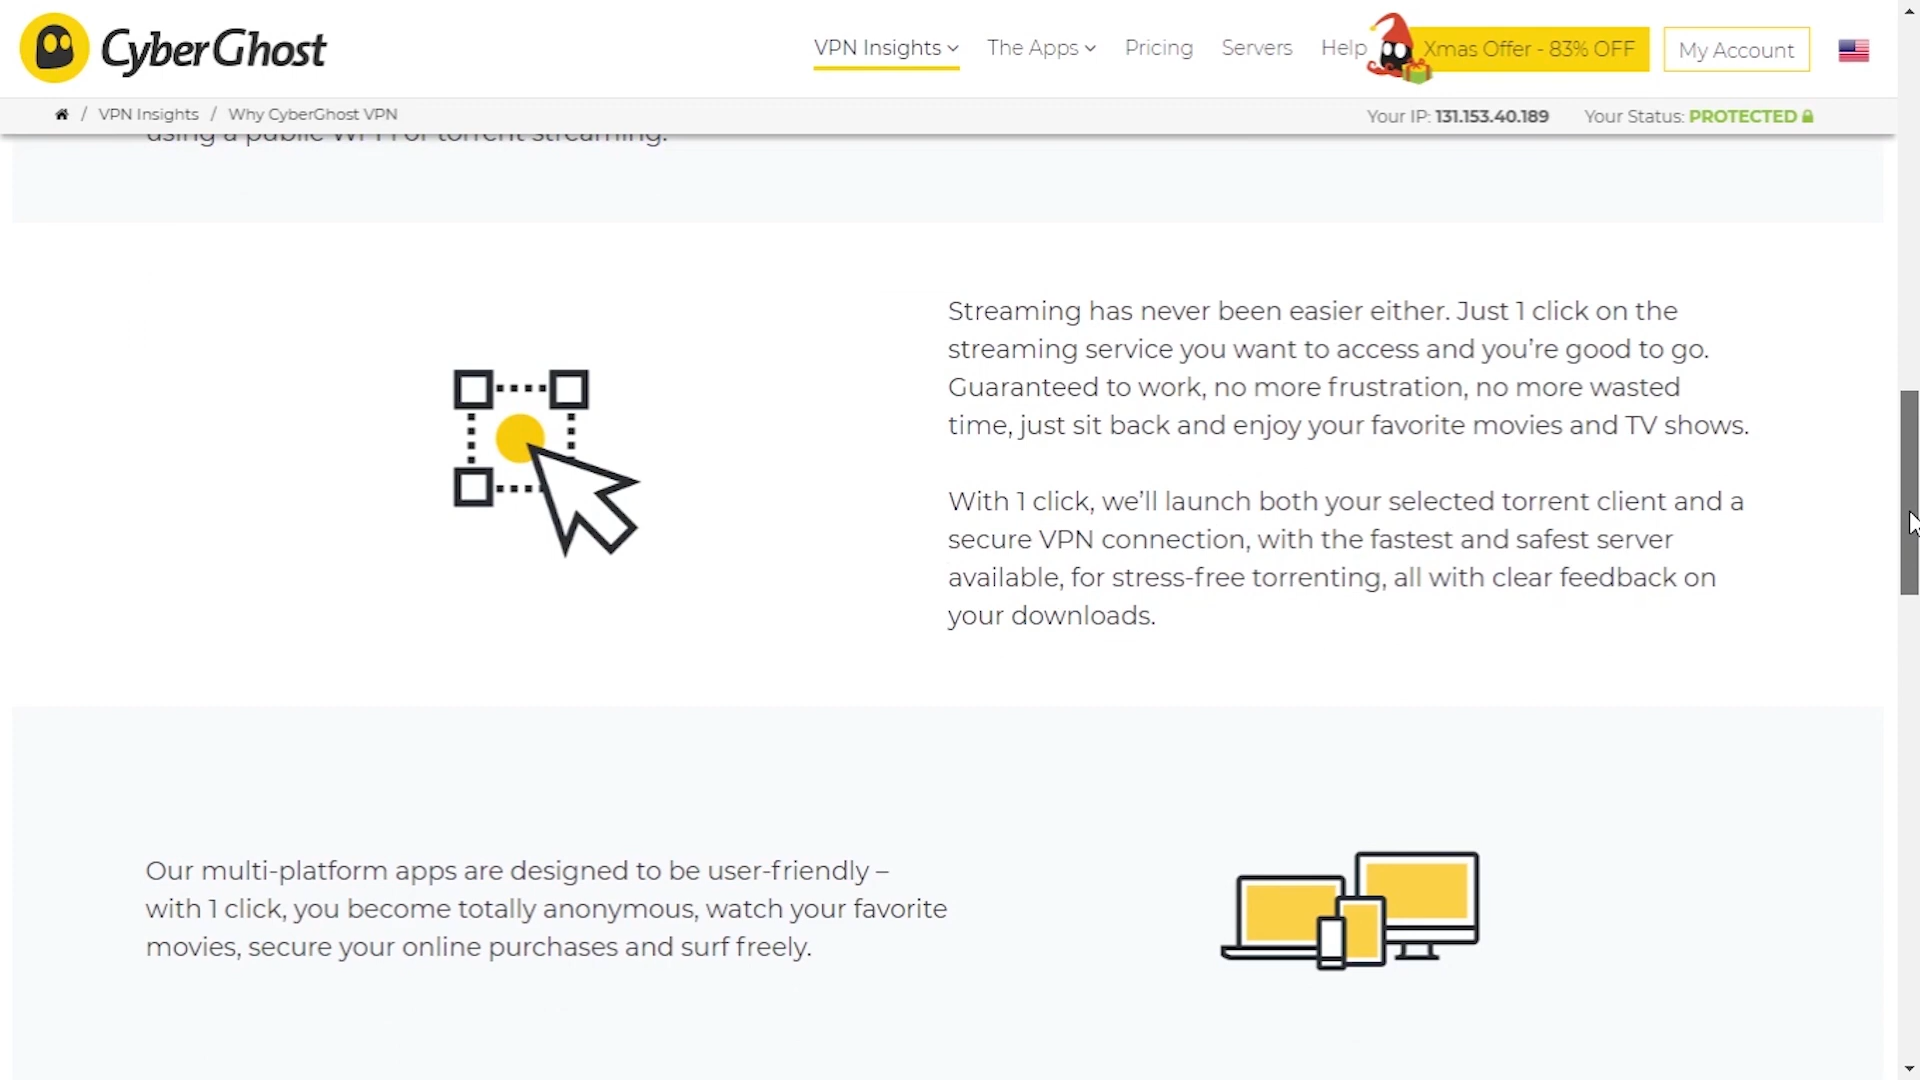 CyberGhost
VPN Insights
The Apps
Pricing
Servers
Help
Xmas Offer - 83% OFF
My Account
/ VPN Insights / Why CyberGhost VPN
Your IP: 131.153.40.189
Your Status: PROTECTED
using a public Wi-Fi or torrent streaming.
Streaming has never been easier either. Just 1 click on the
streaming service you want to access and you're good to go.
Guaranteed to work, no more frustration, no more wasted
time, just sit back and enjoy your favorite movies and TV shows.
With 1 click, we'll launch both your selected torrent client and a
secure VPN connection, with the fastest and safest server
available, for stress-free torrenting, all with clear feedback on
your downloads.
Our multi-platform apps are designed to be user-friendly –
with 1 click, you become totally anonymous, watch your favorite
movies, secure your online purchases and surf freely.